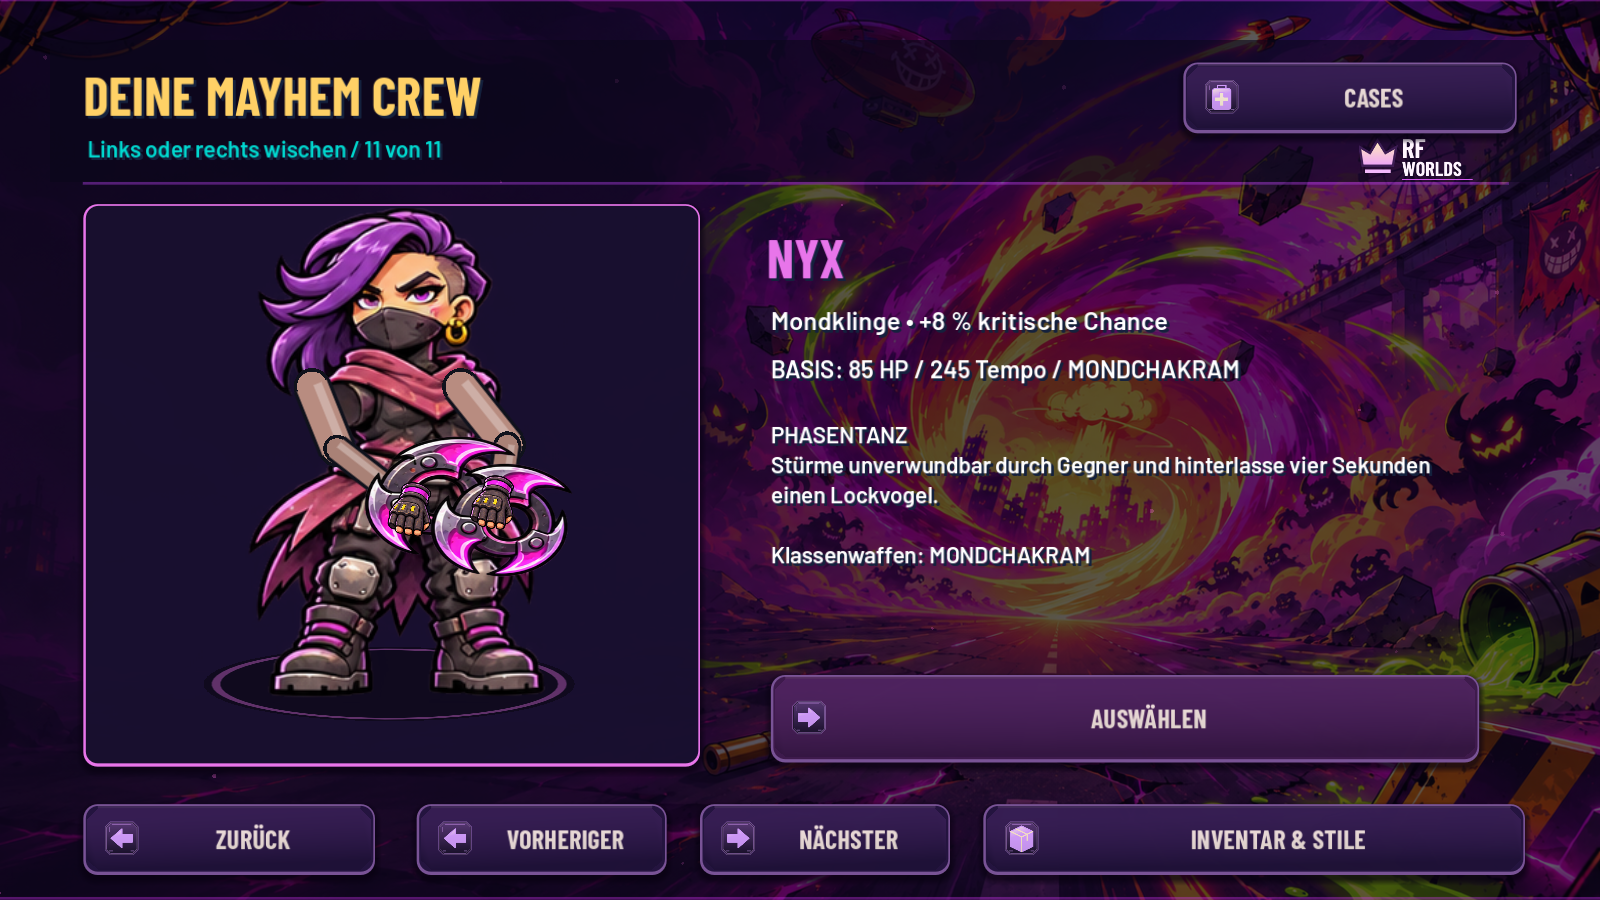 DEINE MAYHEM CREW
Links oder rechts wischen / 11 von 11
CASES
RF
WORLDS
NYX
Mondklinge • +8 % kritische Chance
BASIS: 85 HP / 245 Tempo / MONDCHAKRAM
PHASENTANZ
Stürme unverwundbar durch Gegner und hinterlasse vier Sekunden
einen Lockvogel.
Klassenwaffen: MONDCHAKRAM
AUSWÄHLEN
ZURÜCK
VORHERIGER
NÄCHSTER
INVENTAR & STILE